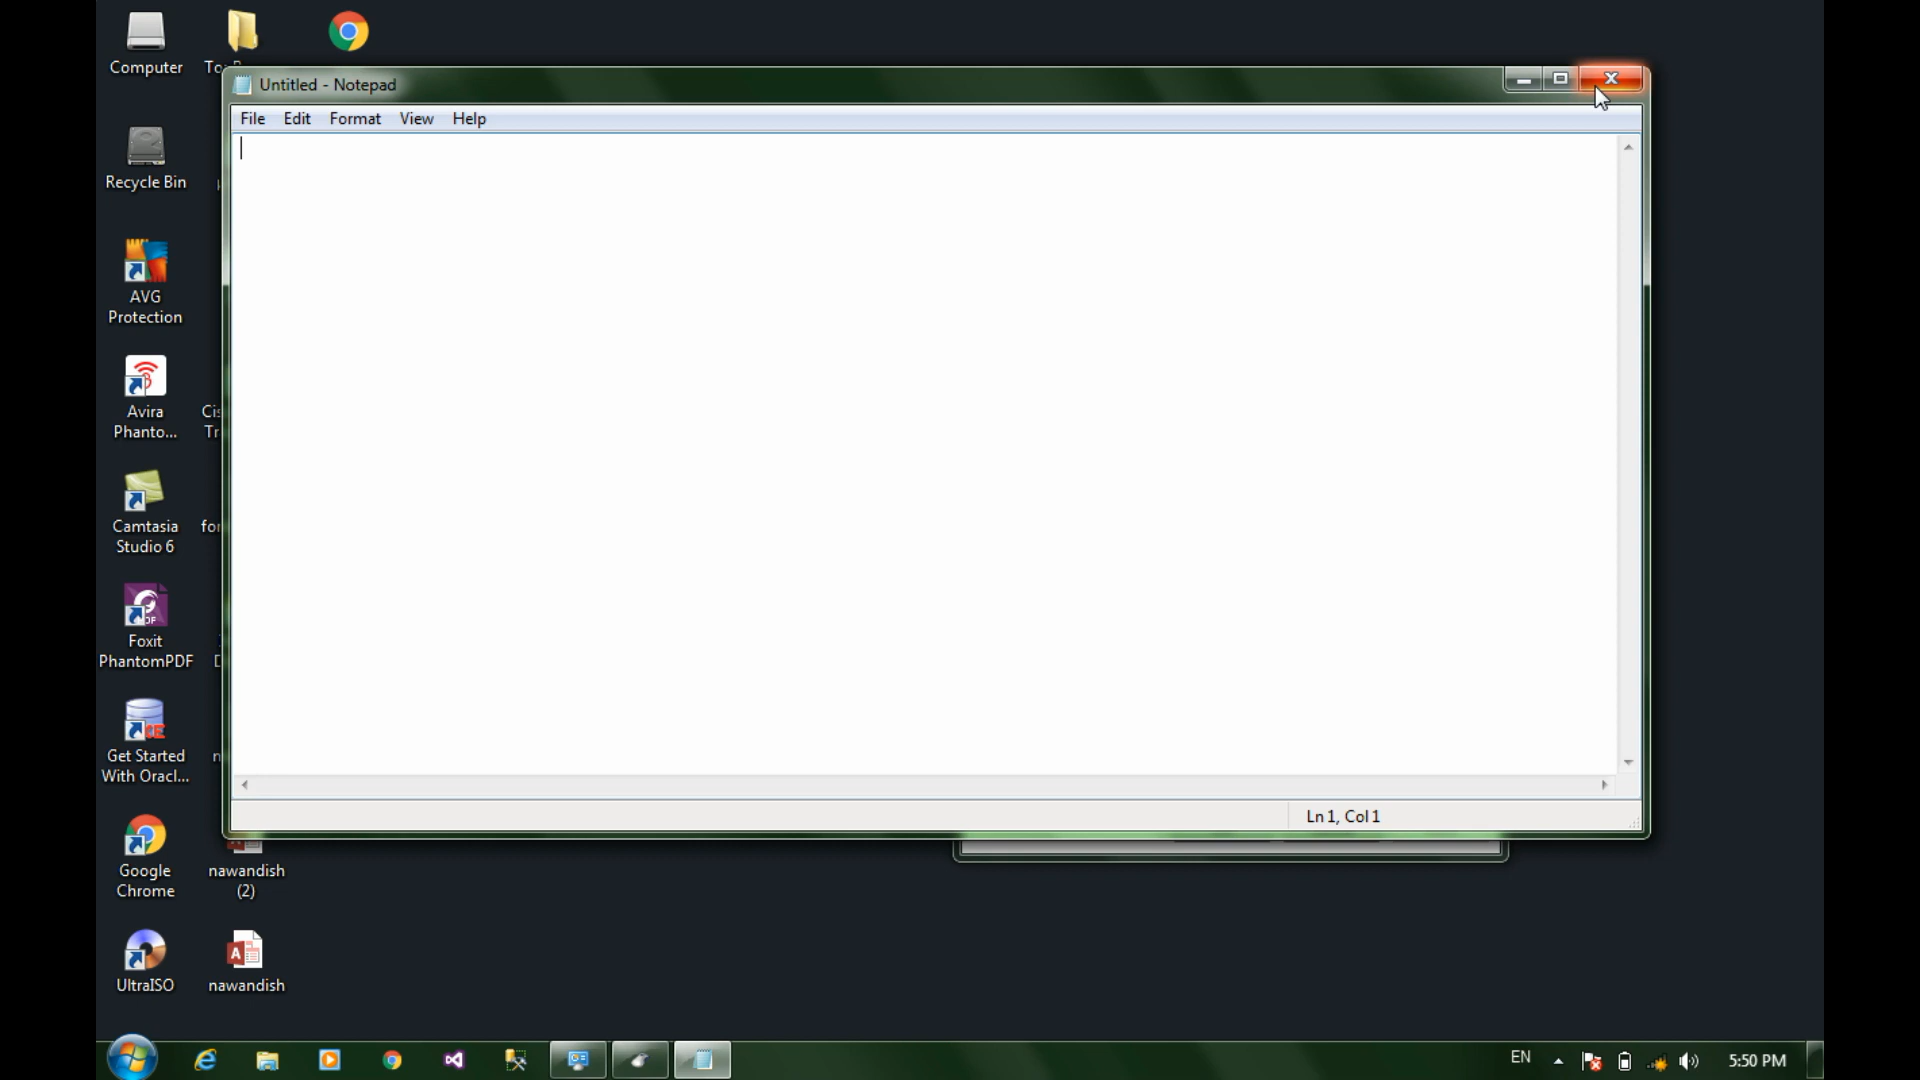 Computer
Untitled - Notepad
File Edit Format View Help
Recycle Bin
AVG
Protection
Avira
Phanto...
Camtasia
Studio 6
Foxit
PhantomPDF
Get Started
With Oracl...
Ln 1, Col 1
Google
Chrome
nawandish
(2)
UltraISO
nawandish
EN
5:50 PM